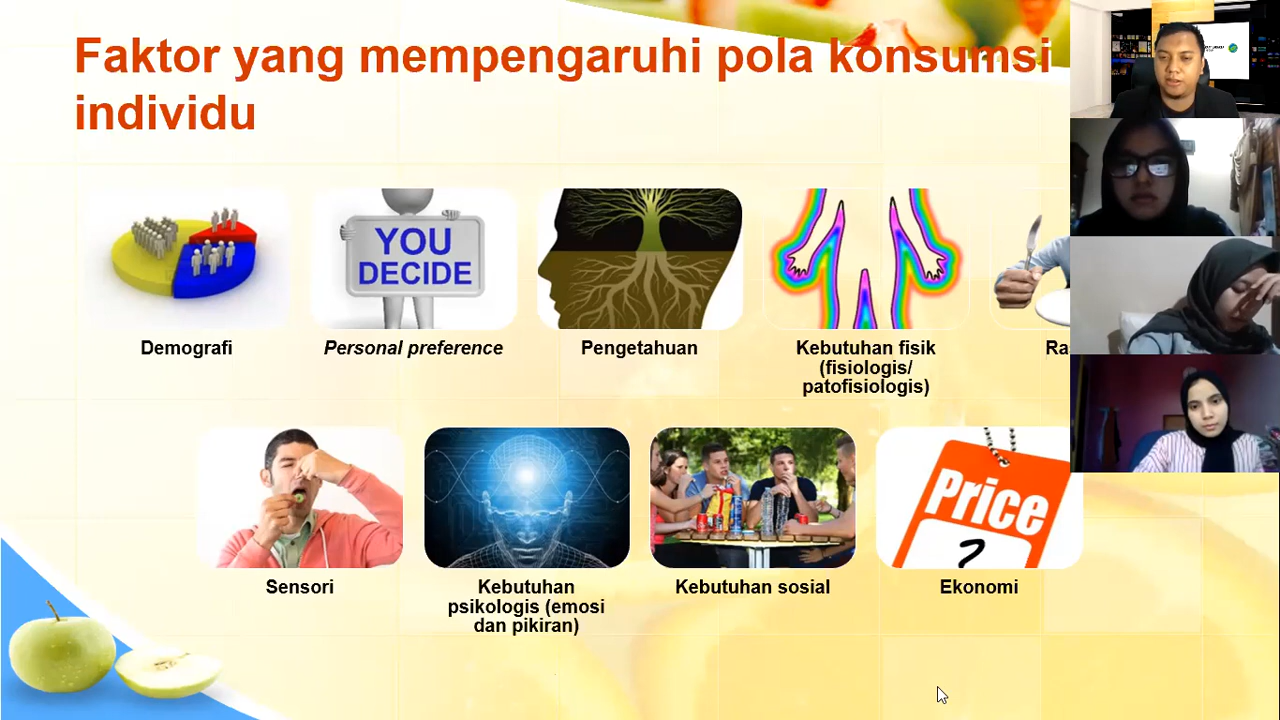 Faktor yang mempengaruhi pola konsumsi
individu
YOU
DECIDE
Demografi
Personal preference
Pengetahuan
Kebutuhan fisik
(fisiologis/
patofisiologis)
Price
?
Sensori
Kebutuhan
psikologis (emosi
dan pikiran)
Kebutuhan sosial
Ekonomi